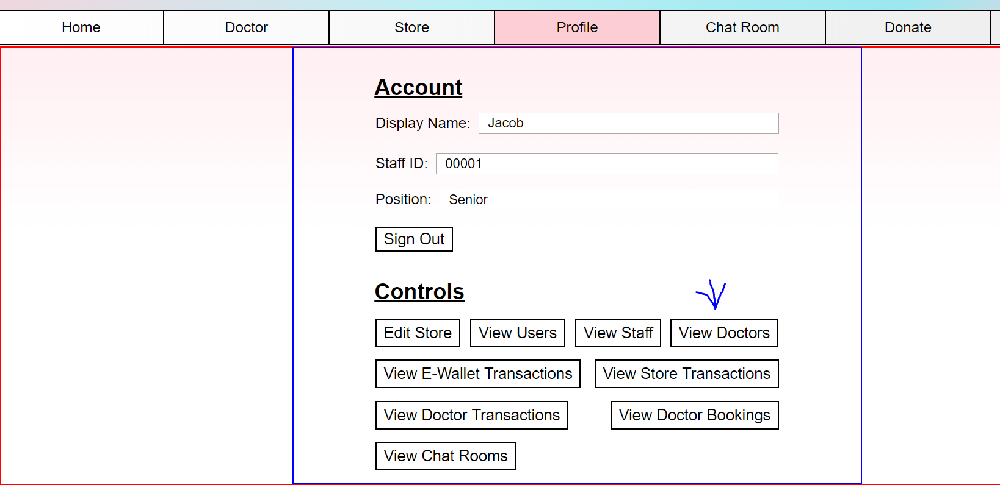 Home Doctor Store Profile Chat Room Donate
Account
Display Name: Jacob
Staff ID: 00001
Position: Senior
Sign Out
Controls
Edit Store View Users View Staff View Doctors
View E-Wallet Transactions View Store Transactions
View Doctor Transactions View Doctor Bookings
View Chat Rooms